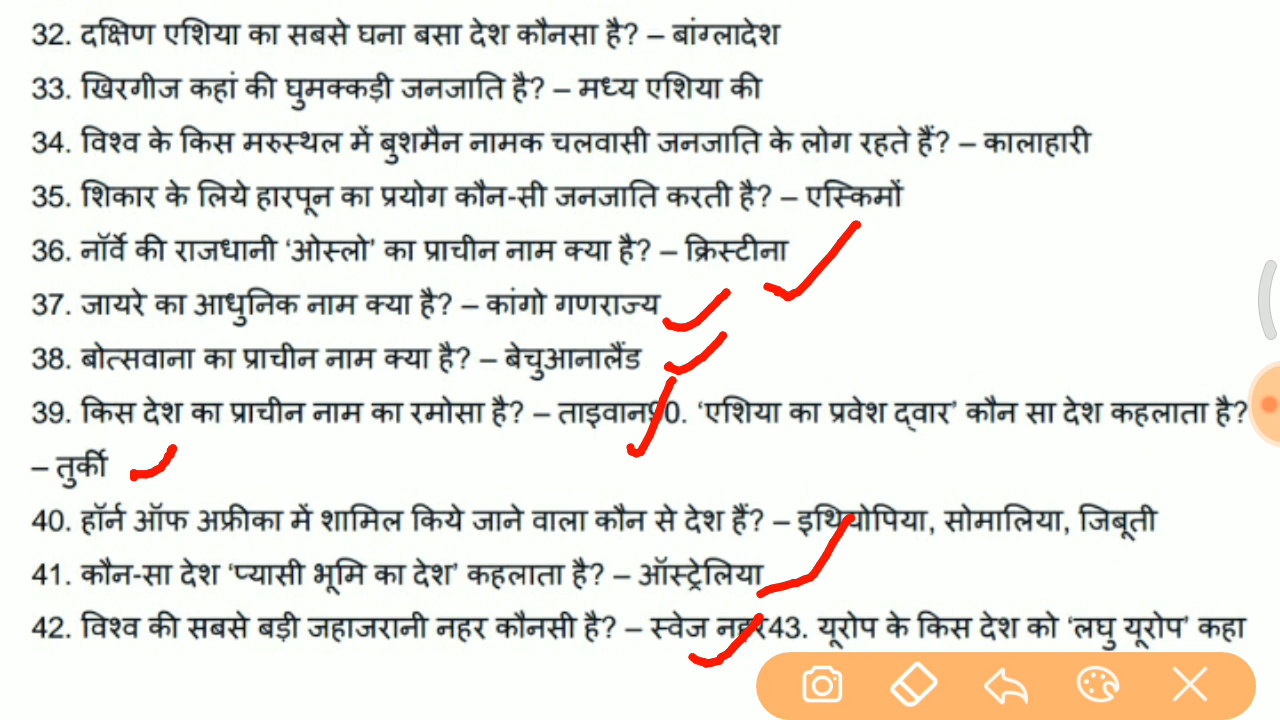 32. दक्षिण एशिया का सबसे घना बसा देश कौनसा है? – बांग्लादेश
33. खिरगीज कहां की घुमक्कड़ी जनजाति है? – मध्य एशिया की
34. विश्व के किस मरुस्थल में बुशमैन नामक चलवासी जनजाति के लोग रहते हैं? – कालाहारी
35. शिकार के लिये हारपून का प्रयोग कौन-सी जनजाति करती है? – एस्किमों
36. नॉर्वे की राजधानी ‘ओस्लो’ का प्राचीन नाम क्या है? – क्रिस्टीना
37. जायरे का आधुनिक नाम क्या है? – कांगो गणराज्य
38. बोत्सवाना का प्राचीन नाम क्या है? – बेचुआनालैंड
39. किस देश का प्राचीन नाम का रमोसा है? – ताइवान90. ‘एशिया का प्रवेश द्वार’ कौन सा देश कहलाता है?
– तुर्की
40. हॉर्न ऑफ अफ्रीका में शामिल किये जाने वाला कौन से देश हैं? – इथियोपिया, सोमालिया, जिबूती
41. कौन-सा देश ‘प्यासी भूमि का देश’ कहलाता है? – ऑस्ट्रेलिया
42. विश्व की सबसे बड़ी जहाजरानी नहर कौनसी है? – स्वेज नहर43. यूरोप के किस देश को ‘लघु यूरोप’ कहा